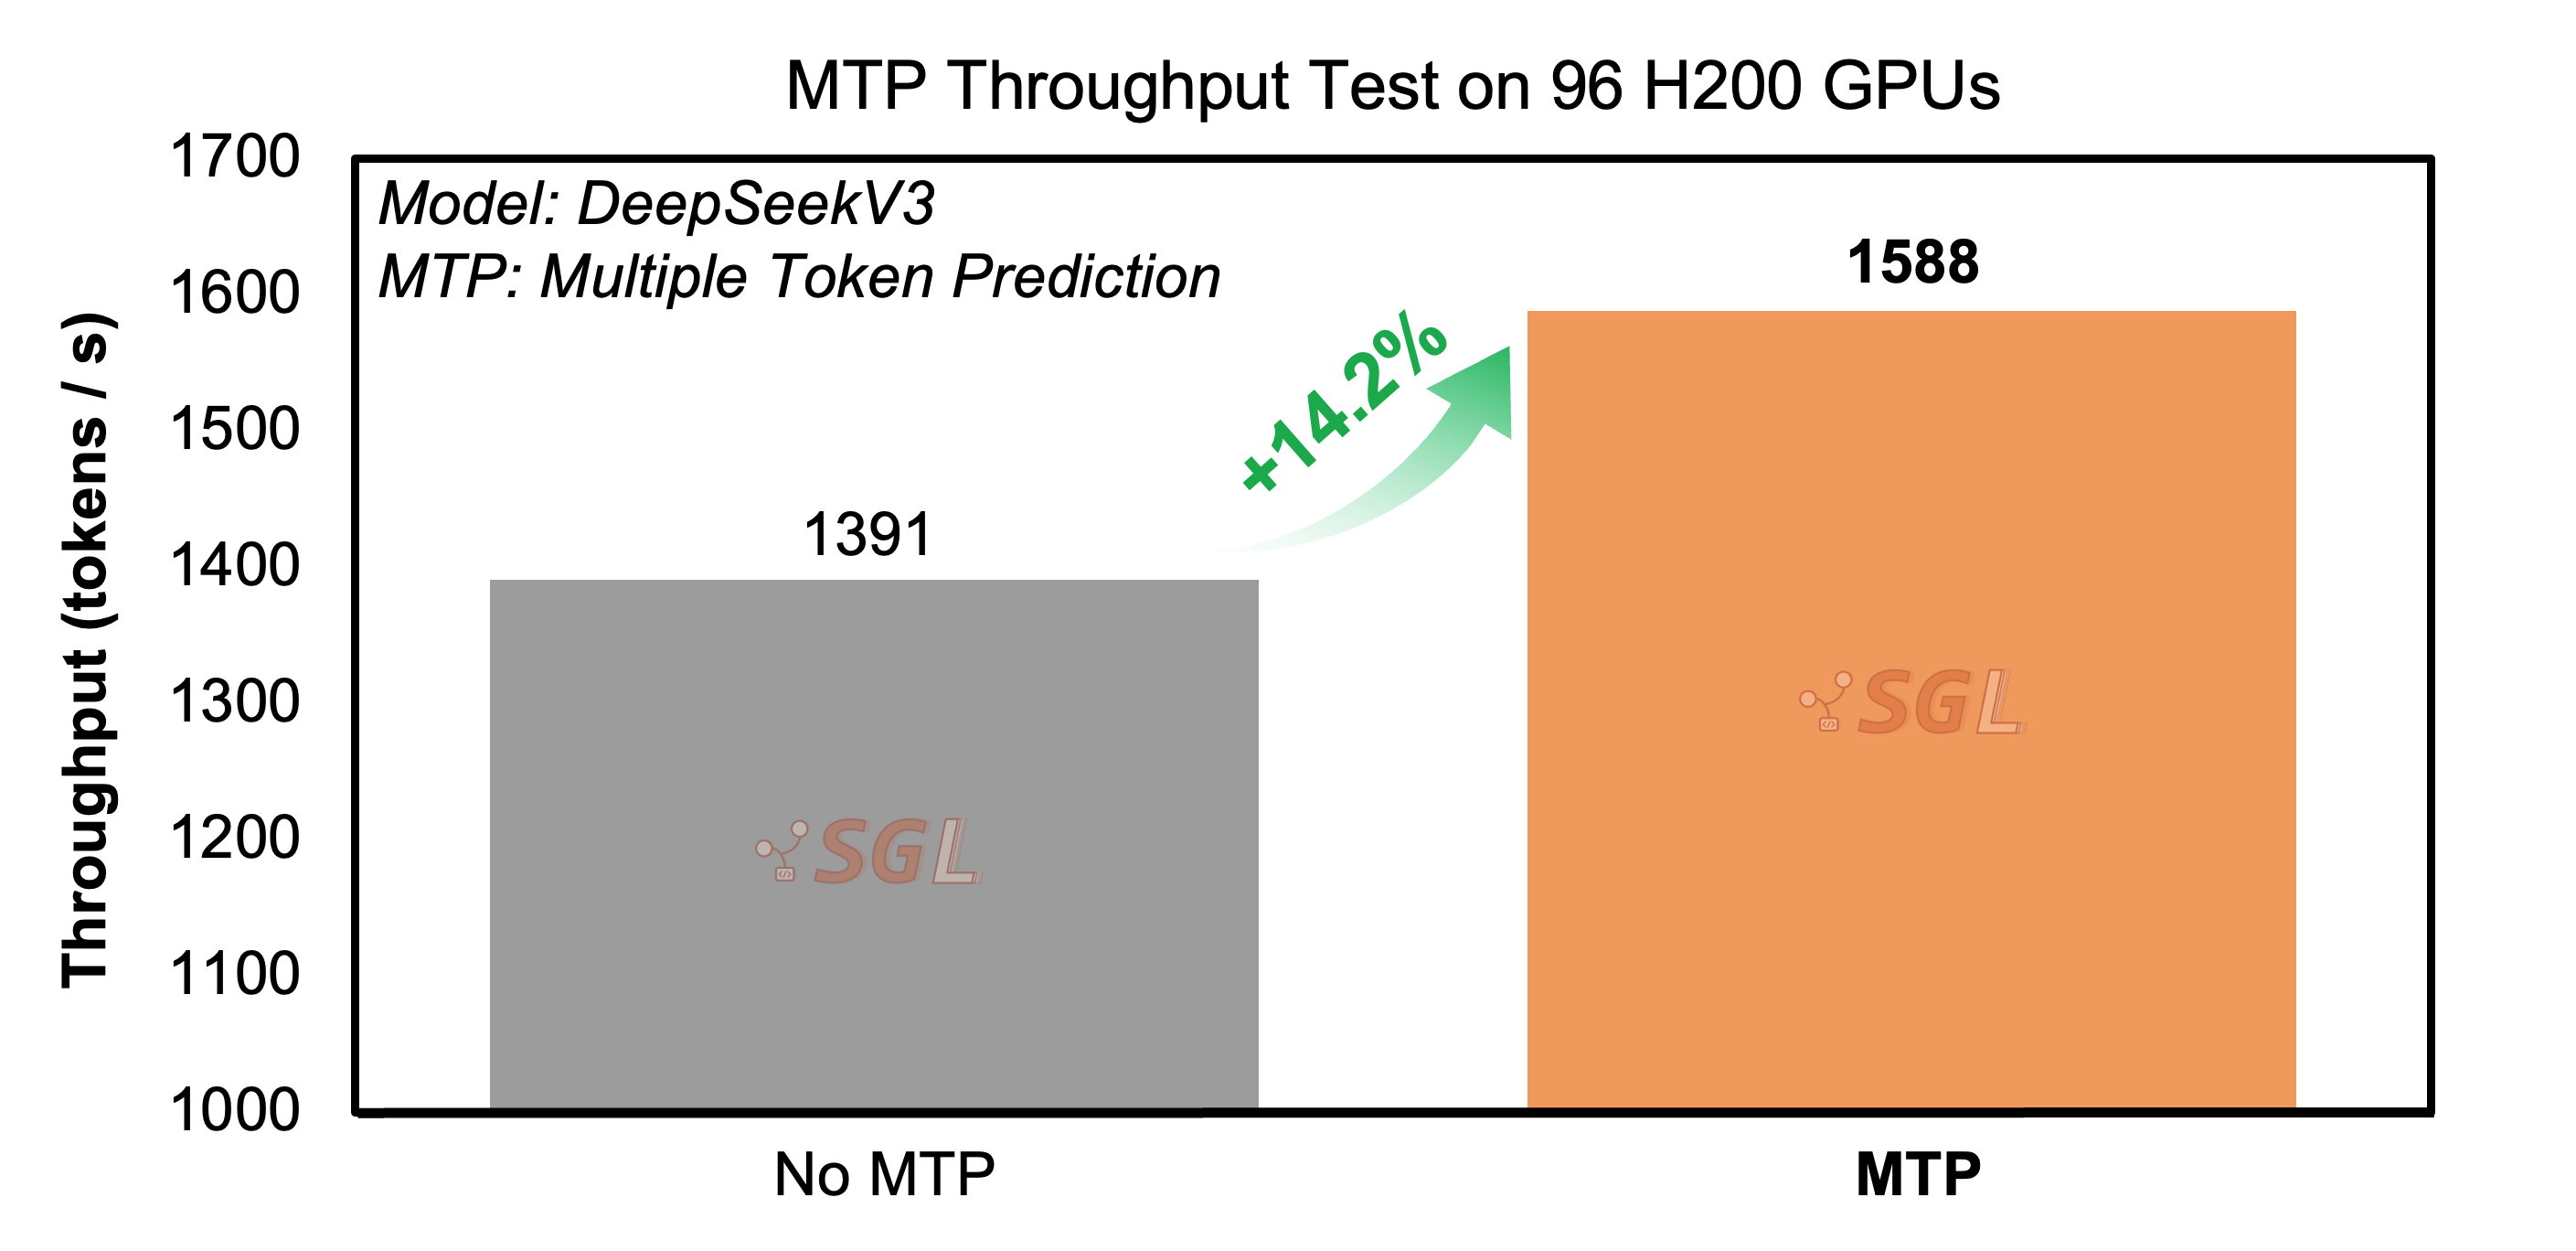 MTP Throughput Test on 96 H200 GPUs
Throughput (tokens / s)
1700
1600
1500
1400
1300
1200
1100
1000
Model: DeepSeekV3
MTP: Multiple Token Prediction
1391
+14.2%
1588
SGL
SGL
No MTP
MTP